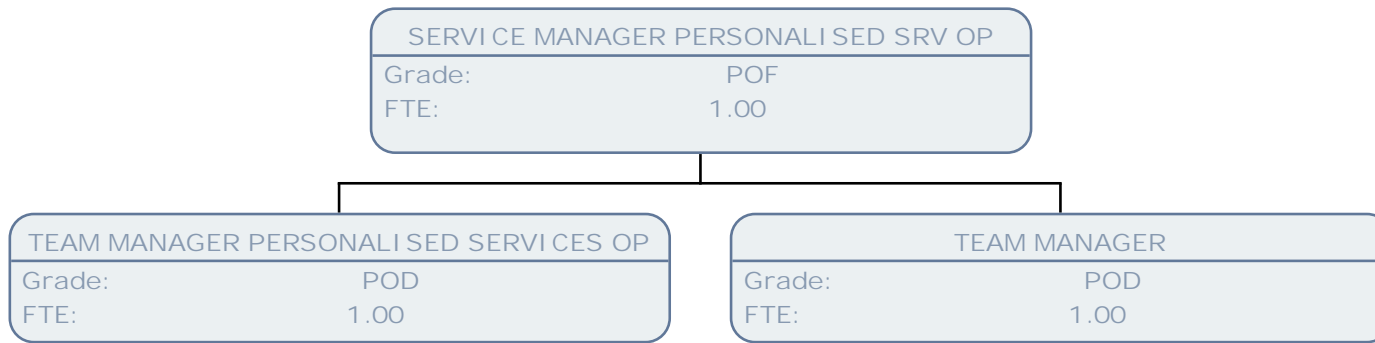 SERVICE MANAGER PERSONALISED SRV OP
Grade: POF
FTE: 1.00
TEAM MANAGER PERSONALISED SERVICES OP
Grade: POD
FTE: 1.00
TEAM MANAGER
Grade: POD
FTE: 1.00